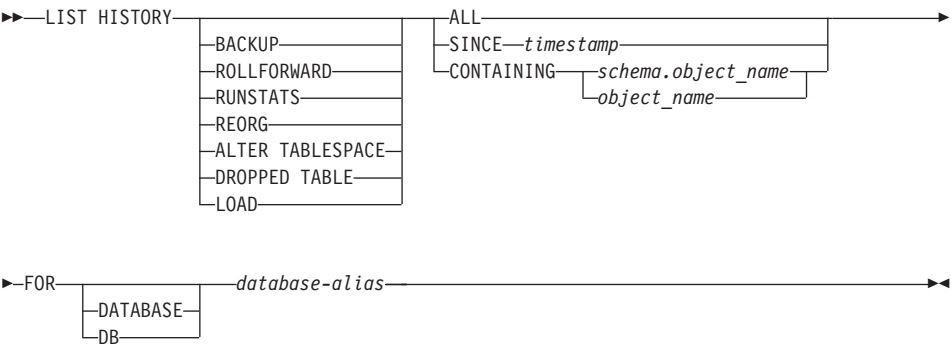 LIST HISTORY ALL
BACKUP SINCE timestamp
ROLLFORWARD CONTAINING schema.object_name
RUNSTATS object_name
REORG
ALTER TABLESPACE
DROPPED TABLE
LOAD
FOR database-alias
DATABASE
DB